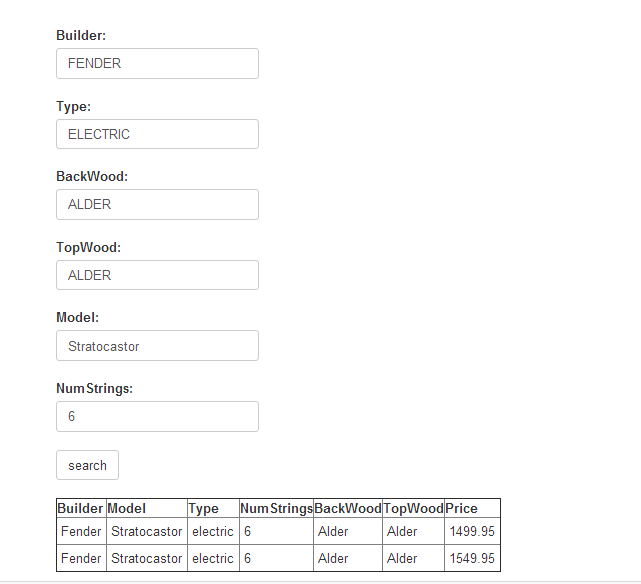 Builder:
FENDER
Type:
ELECTRIC
BackWood:
ALDER
TopWood:
ALDER
Model:
Stratocastor
NumStrings:
6
search
Builder Model Type NumStrings BackWood TopWood Price
Fender Stratocastor electric 6 Alder Alder 1499.95
Fender Stratocastor electric 6 Alder Alder 1549.95